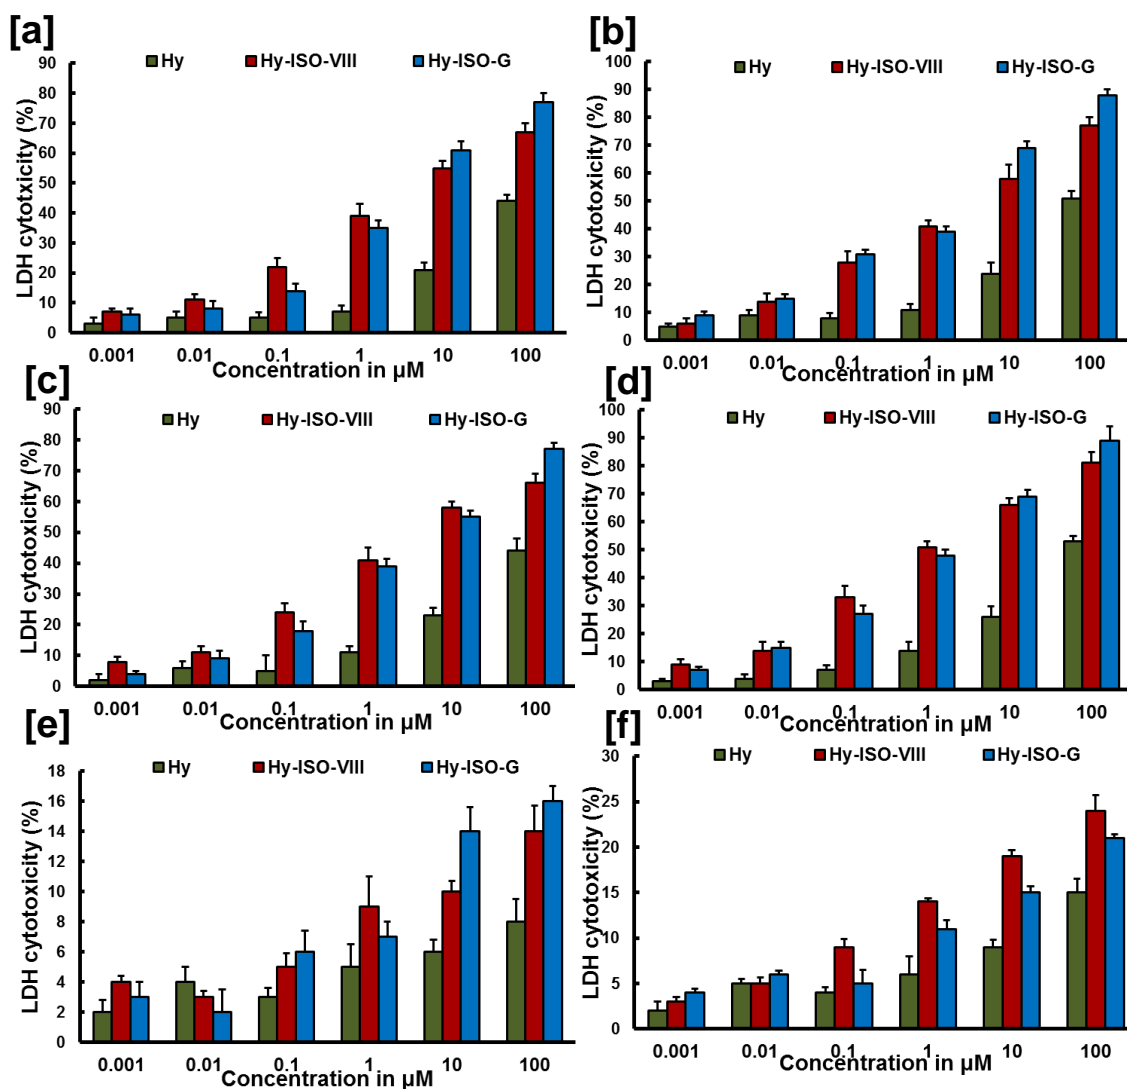 [a]
Hy Hy-ISO-VIII Hy-ISO-G
LDH cytotxicity (%)
90
80
70
60
50
40
30
20
10
0
0.001 0.01 0.1 1 10 100
Concentration in µM
[b]
Hy Hy-ISO-VIII Hy-ISO-G
LDH cytotoxicity (%)
100
90
80
70
60
50
40
30
20
10
0
0.001 0.01 0.1 1 10 100
Concentration in µM
[c]
Hy Hy-ISO-VIII Hy-ISO-G
LDH cytotoxicity (%)
90
80
70
60
50
40
30
20
10
0
0.001 0.01 0.1 1 10 100
Concentration in µM
[d]
Hy Hy-ISO-VIII Hy-ISO-G
LDH cytotoxicity (%)
100
90
80
70
60
50
40
30
20
10
0
0.001 0.01 0.1 1 10 100
Concentration in µM
[e]
Hy Hy-ISO-VIII Hy-ISO-G
LDH cytotoxicity (%)
18
16
14
12
10
8
6
4
2
0
0.001 0.01 0.1 1 10 100
Concentration in µM
[f]
Hy Hy-ISO-VIII Hy-ISO-G
LDH cytotoxicity (%)
30
25
20
15
10
5
0
0.001 0.01 0.1 1 10 100
Concentration in µM